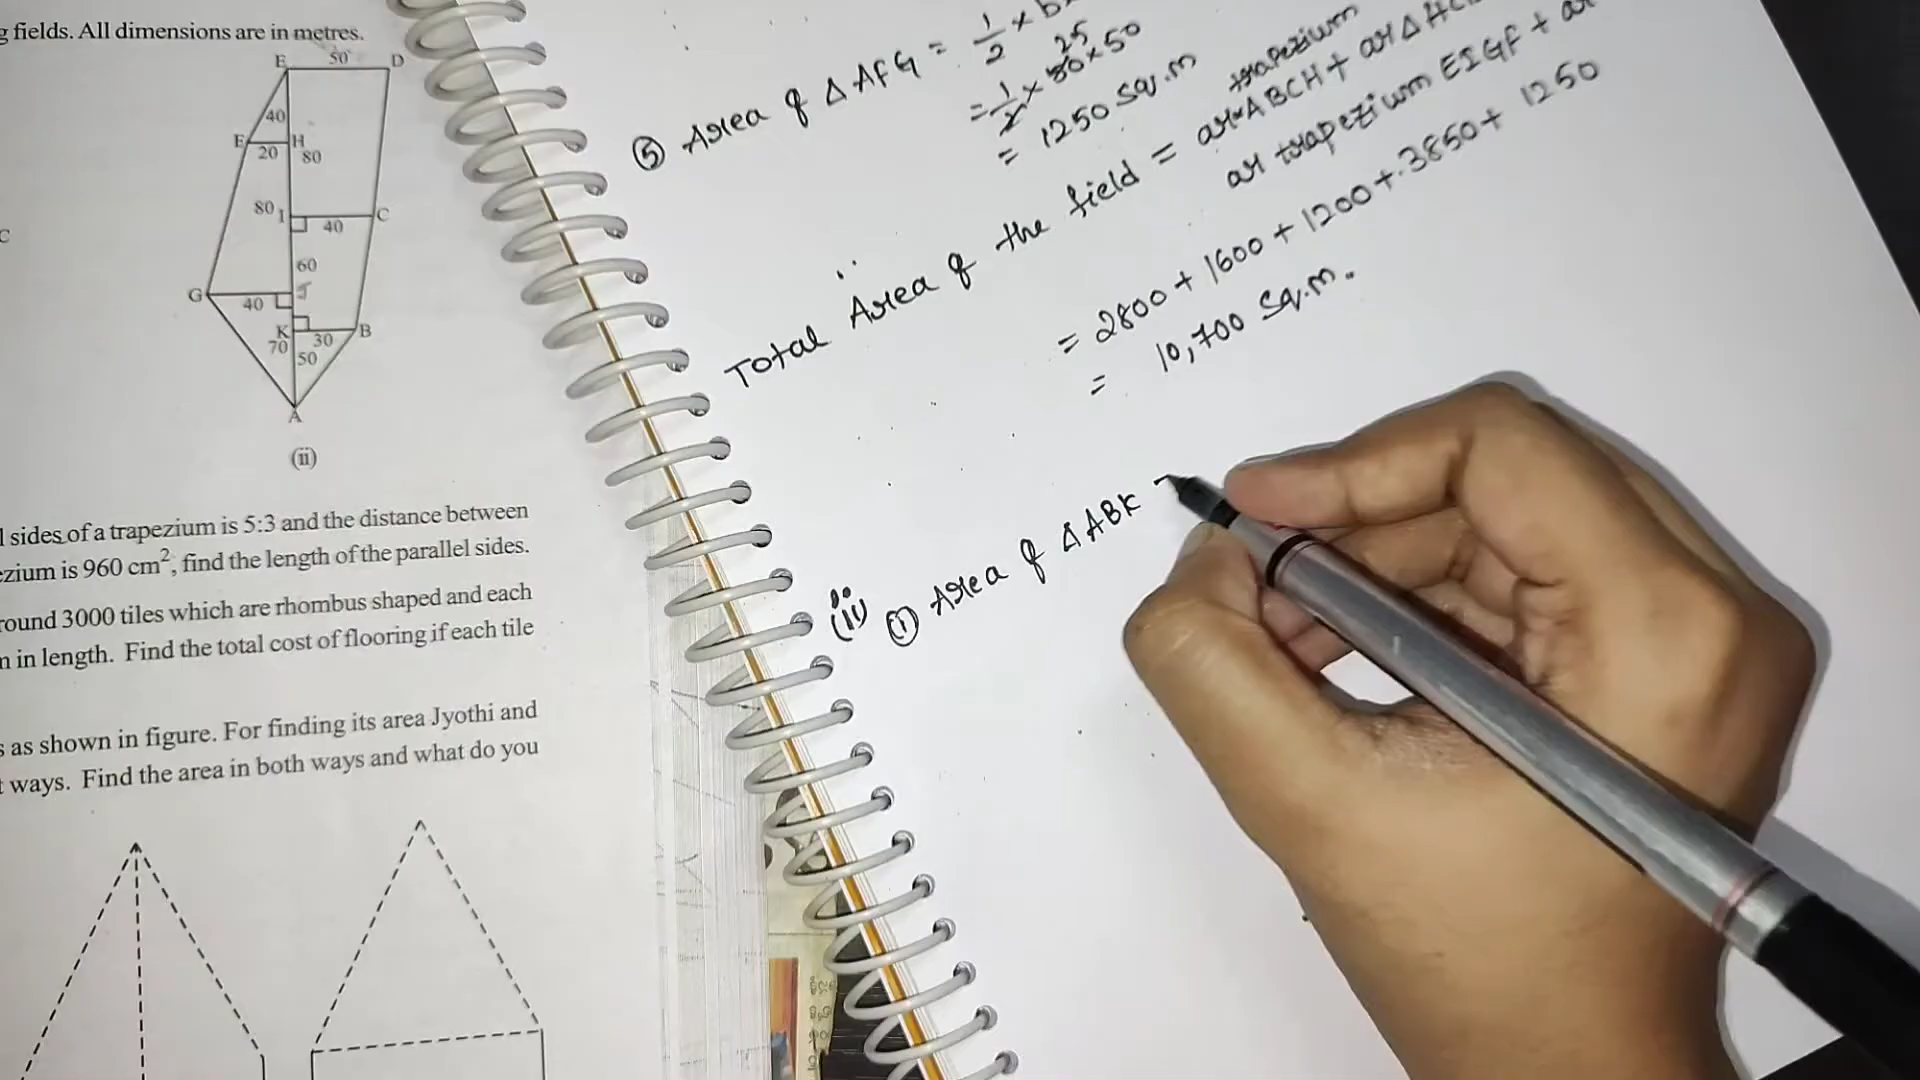 g fields. All dimensions are in metres.
E 50 D
40
F H
20 80
80 I C
40
60
G J
40
K B
70 30
50
A
(ii)
C
l sides of a trapezium is 5:3 and the distance between
ezium is 960 cm², find the length of the parallel sides.
round 3000 tiles which are rhombus shaped and each
m in length. Find the total cost of flooring if each tile
s as shown in figure. For finding its area Jyothi and
t ways. Find the area in both ways and what do you
⑤ Area of Δ AFG = 1/2 × b
25
= 1/2 × 50 × 50
= 1250 Sq.m
trapezium
Total Area of the field = ar ABCH + ar Δ HC
ar trapezium EIGF + ar
= 2800 + 1600 + 1200 + 3850 + 1250
= 10,700 Sq.m.
(ii) ① Area of Δ ABK -